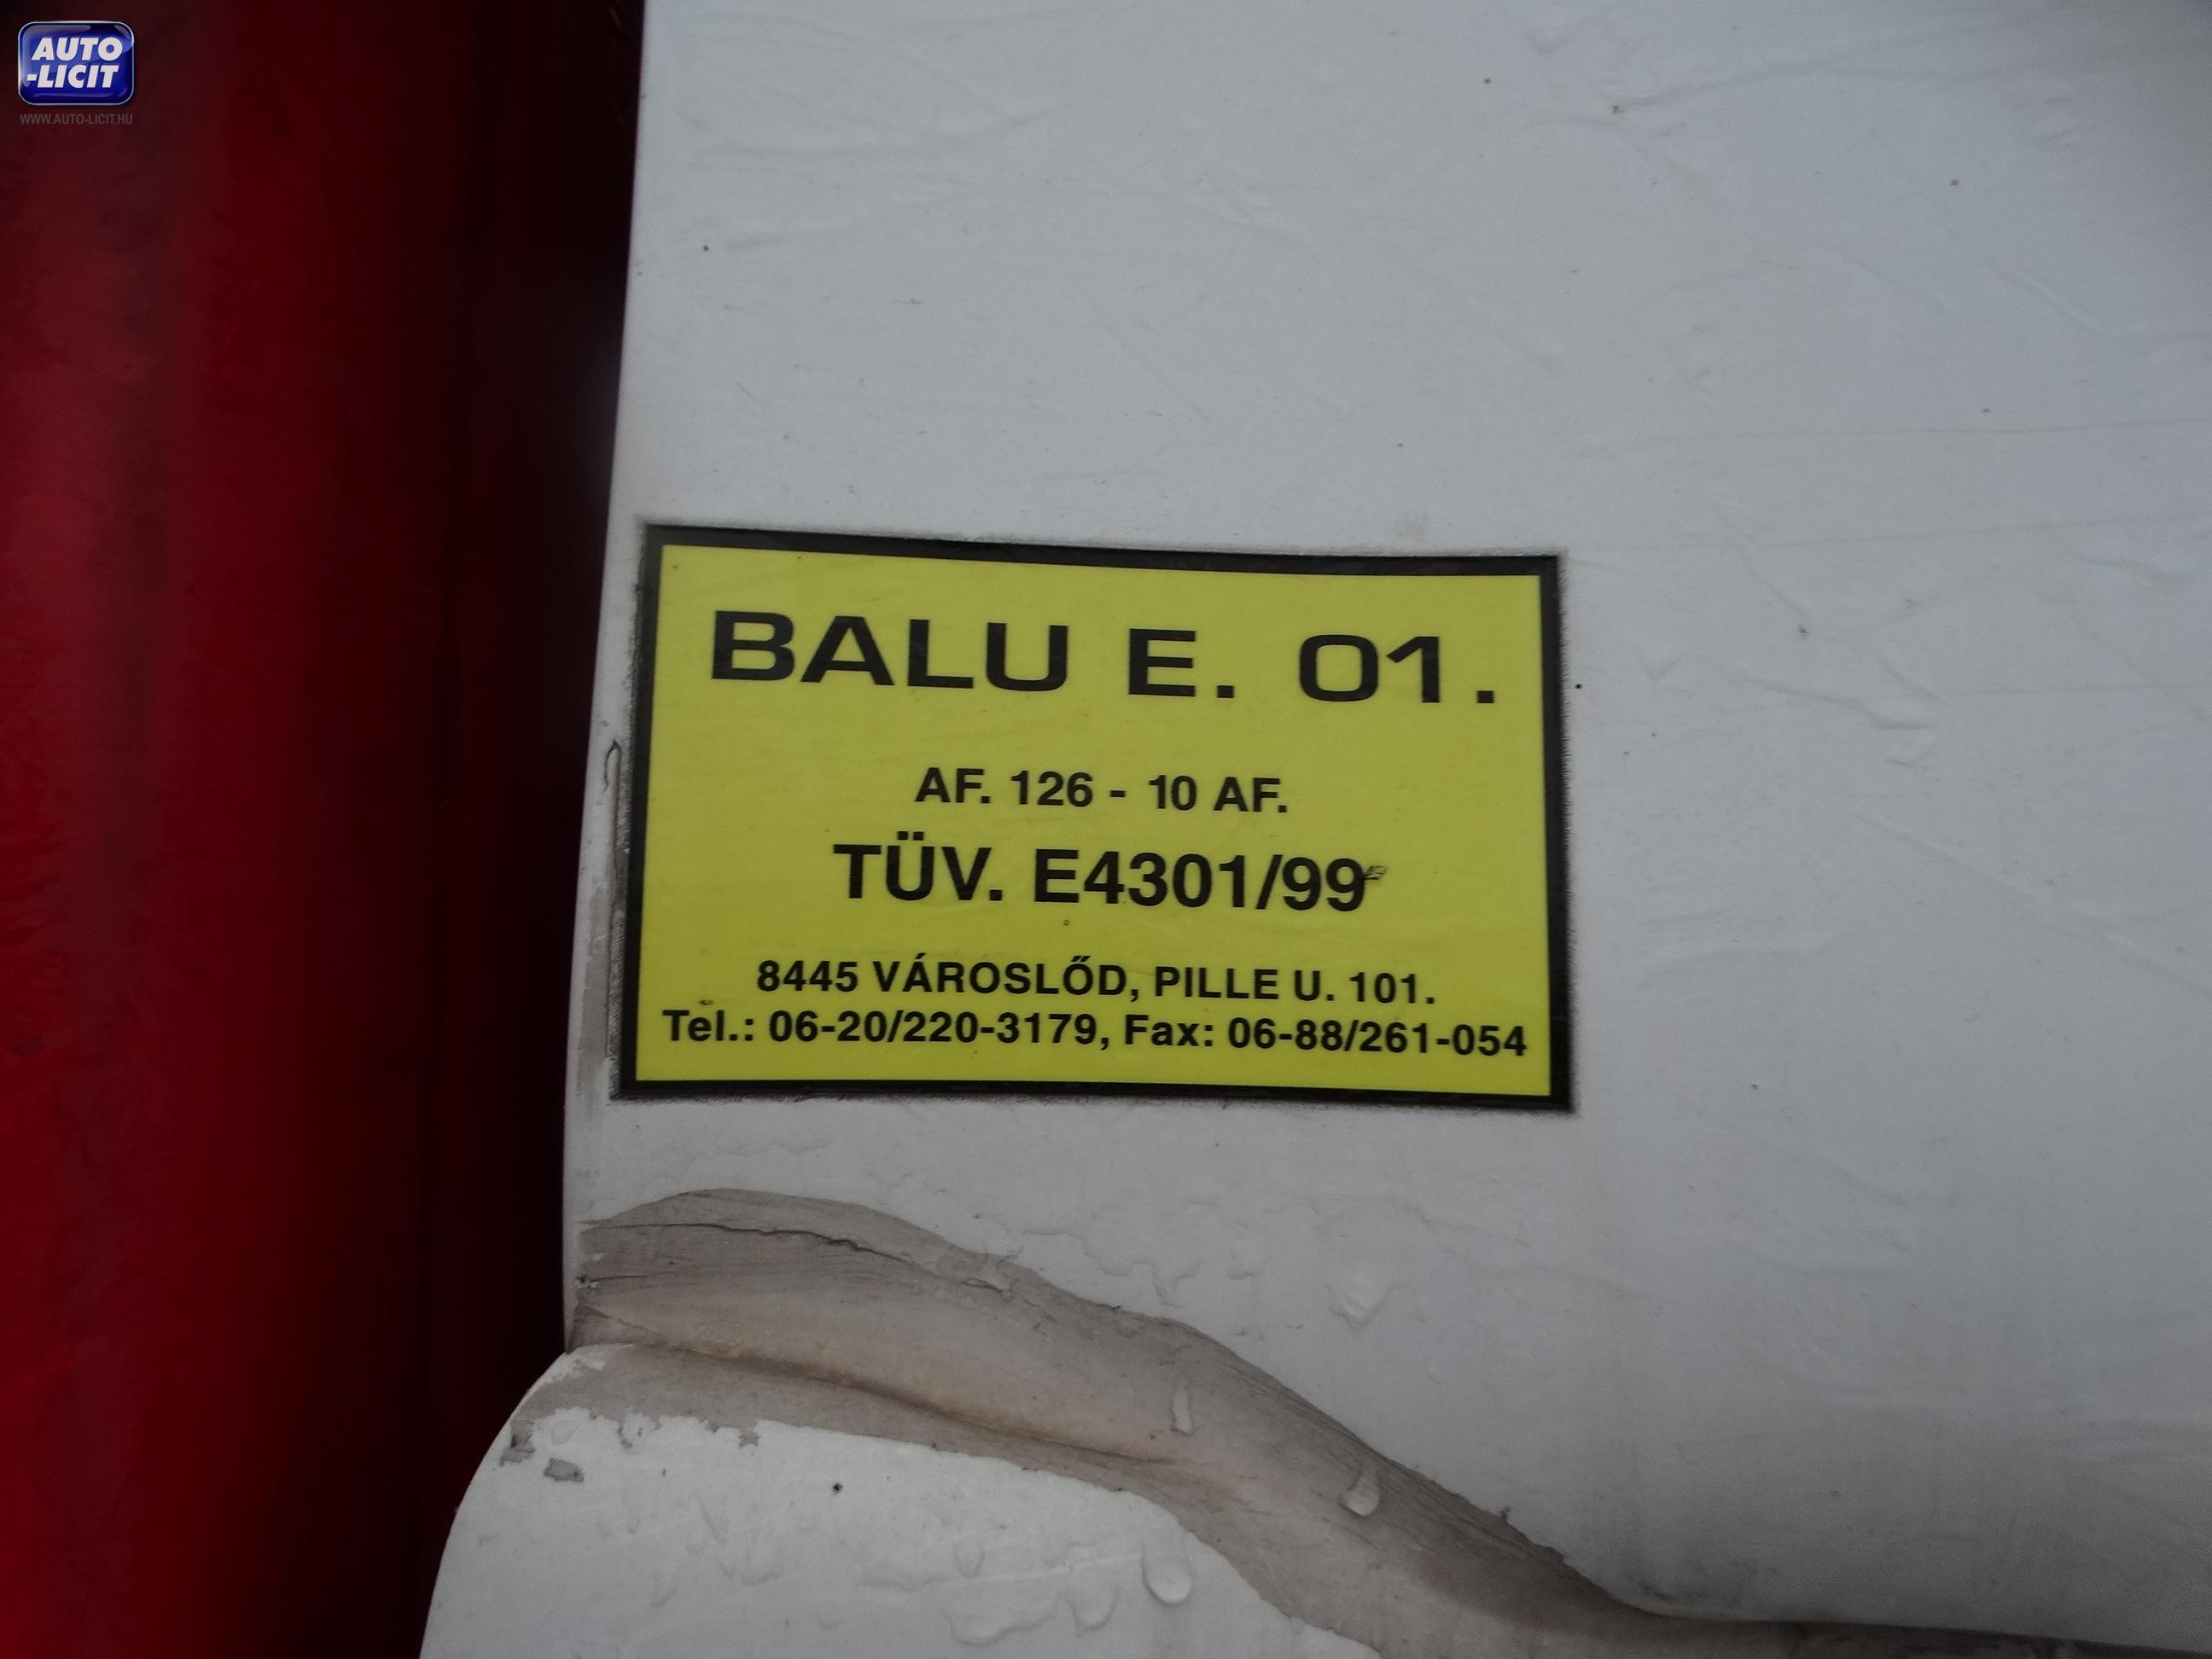 AUTO
-LICIT
WWW.AUTO-LICIT.HU
BALU E. 01.
AF. 126 - 10 AF.
TÜV. E4301/99
8445 VÁROSLŐD, PILLE U. 101.
Tel.: 06-20/220-3179, Fax: 06-88/261-054